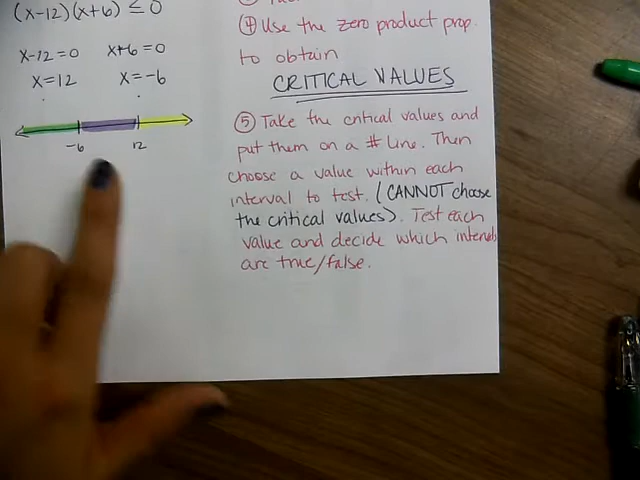 (x-12)(x+6) ≤ 0
x-12=0 x+6=0
x=12 x=-6
-6 12
④ Use the zero product prop.
to obtain
CRITICAL VALUES
⑤ Take the critical values and
put them on a # line. Then
choose a value within each
interval to test. (CANNOT choose
the critical values). Test each
value and decide which intervals
are true/false.